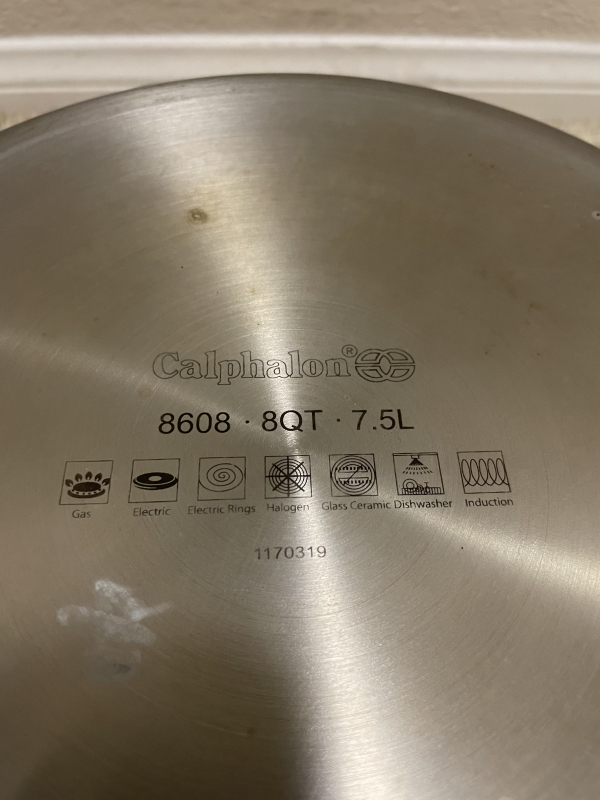 Calphalon®
8608 · 8QT · 7.5L
Gas Electric Electric Rings Halogen Glass Ceramic Dishwasher Induction
1170319